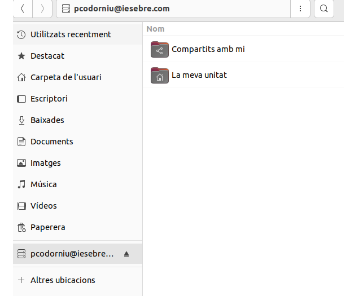 pcodorniu@iesebre.com
Utilitzats recentment
Destacat
Carpeta de l'usuari
Escriptori
Baixades
Documents
Imatges
Música
Vídeos
Paperera
pcodorniu@iesebre...
Altres ubicacions
Nom
Compartits amb mi
La meva unitat